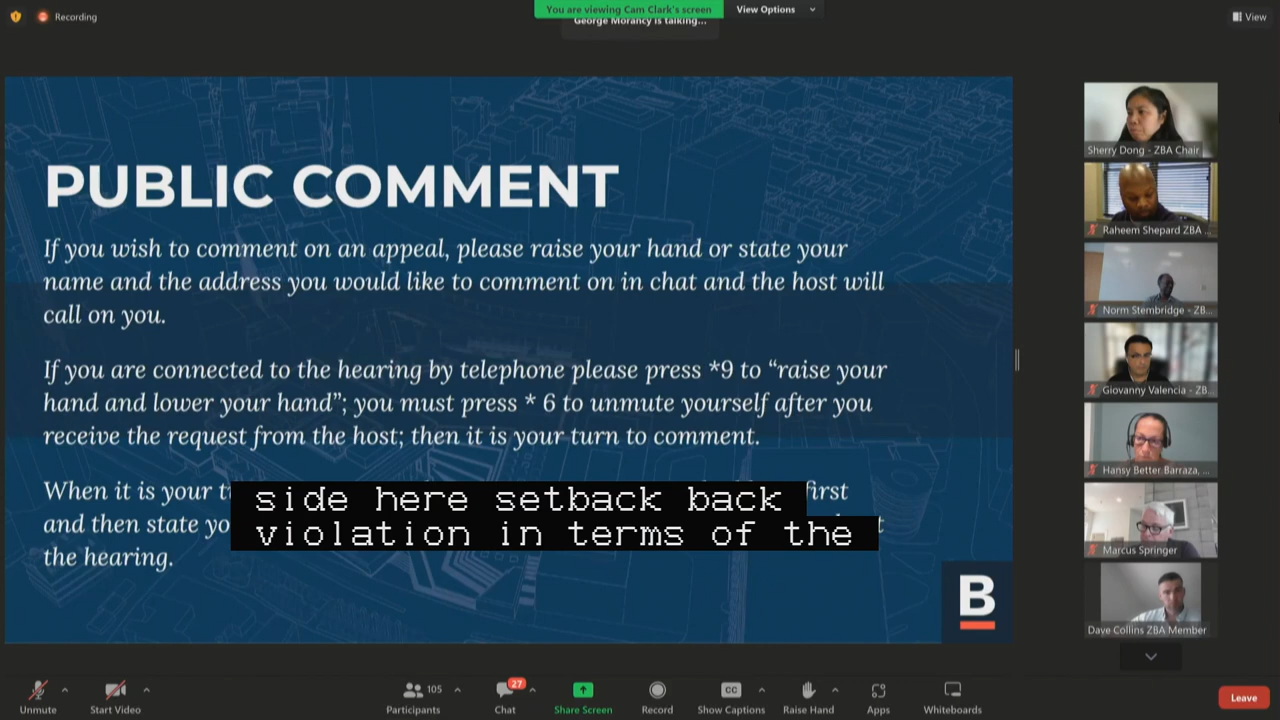 Recording
You are viewing Cam Clark's screen
View Options
George Morancy is talking...
View
PUBLIC COMMENT
If you wish to comment on an appeal, please raise your hand or state your
name and the address you would like to comment on in chat and the host will
call on you.
If you are connected to the hearing by telephone please press *9 to “raise your
hand and lower your hand”; you must press * 6 to unmute yourself after you
receive the request from the host; then it is your turn to comment.
When it is your first
and then state
the hearing.
side here setback back
violation in terms of the
B
Sherry Dong - ZBA Chair
Raheem Shepard ZBA ...
Norm Stembridge - ZB...
Giovanny Valencia - ZB...
Hansy Better Barraza, ...
Marcus Springer
Dave Collins ZBA Member
Unmute
Start Video
105
Participants
27
Chat
Share Screen
Record
CC
Show Captions
Raise Hand
Apps
Whiteboards
Leave